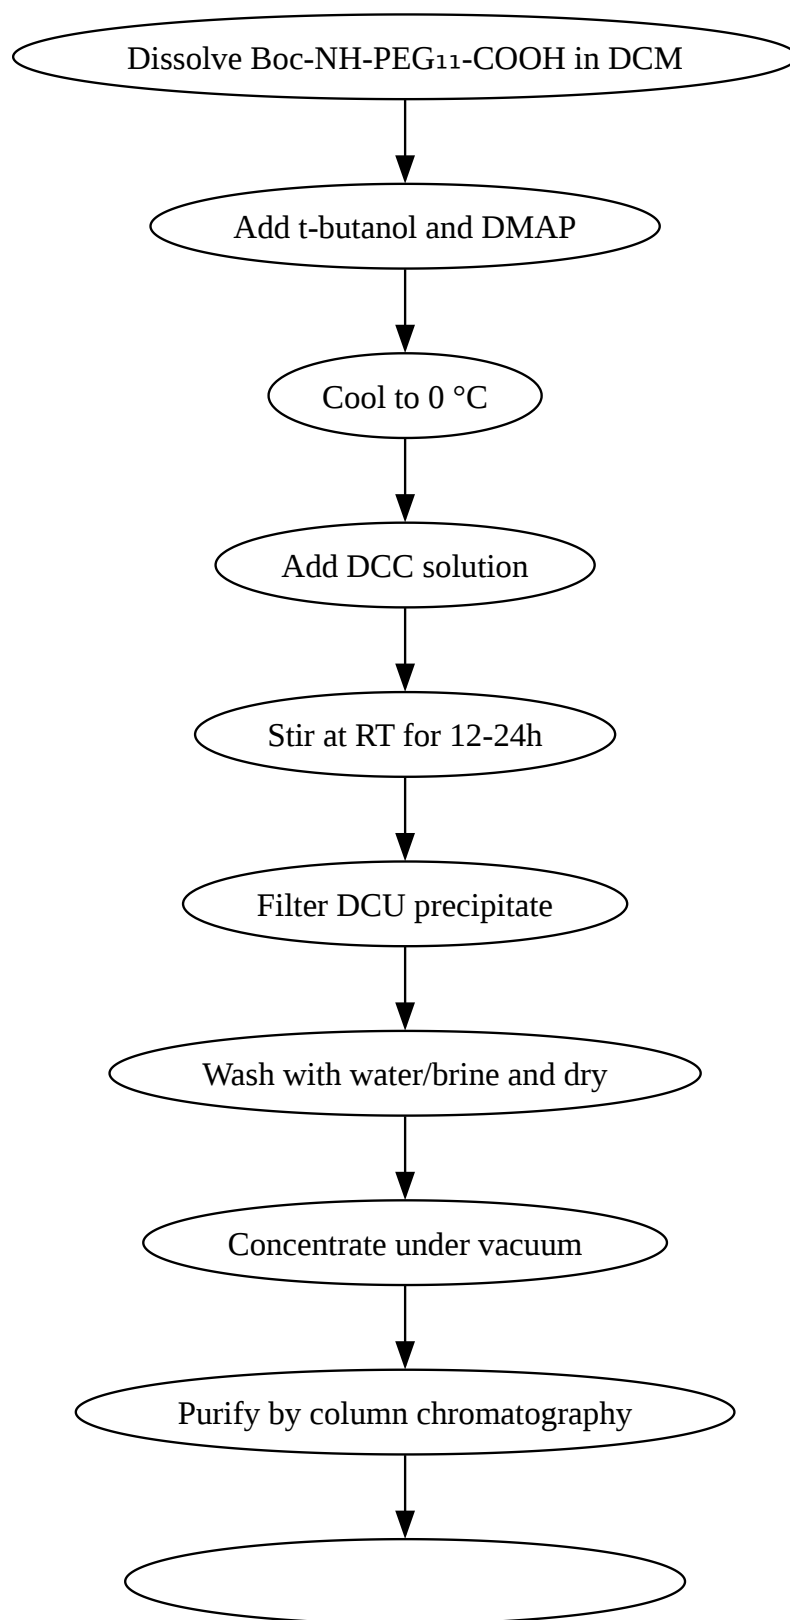 Dissolve Boc-NH-PEG₁₁-COOH in DCM
Add t-butanol and DMAP
Cool to 0 °C
Add DCC solution
Stir at RT for 12-24h
Filter DCU precipitate
Wash with water/brine and dry
Concentrate under vacuum
Purify by column chromatography